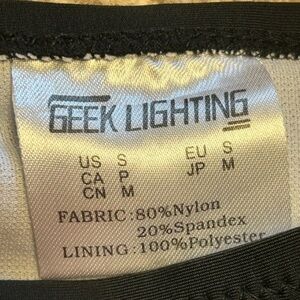 GEEK LIGHTING
US S EU S
CA P JP M
CN M
FABRIC:80%Nylon
20%Spandex
LINING:100%Polyester